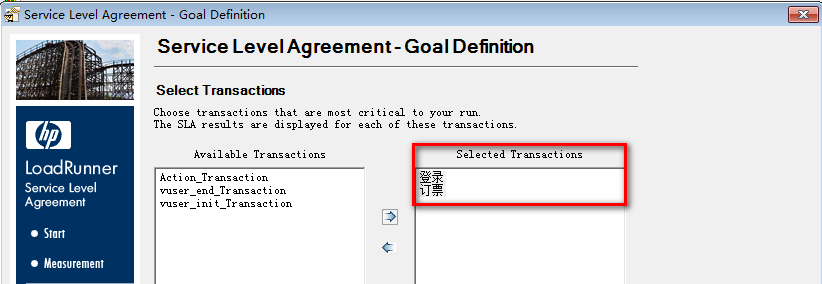 Service Level Agreement - Goal Definition
Service Level Agreement - Goal Definition
Select Transactions
Choose transactions that are most critical to your run.
The SLA results are displayed for each of these transactions.
Available Transactions
Action_Transaction
vuser_end_Transaction
vuser_init_Transaction
Selected Transactions
登录
订票
hp
LoadRunner
Service Level
Agreement
Start
Measurement